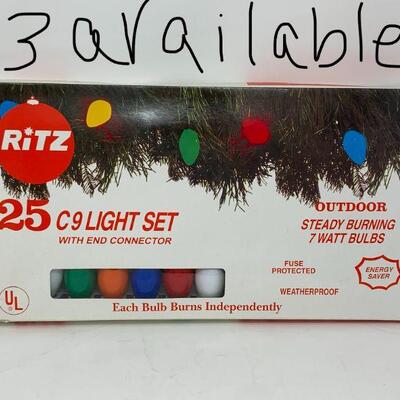 3 available
RiTZ
25 C9 LIGHT SET
WITH END CONNECTOR
OUTDOOR
STEADY BURNING
7 WATT BULBS
FUSE
PROTECTED
ENERGY
SAVER
WEATHERPROOF
UL
Each Bulb Burns Independently